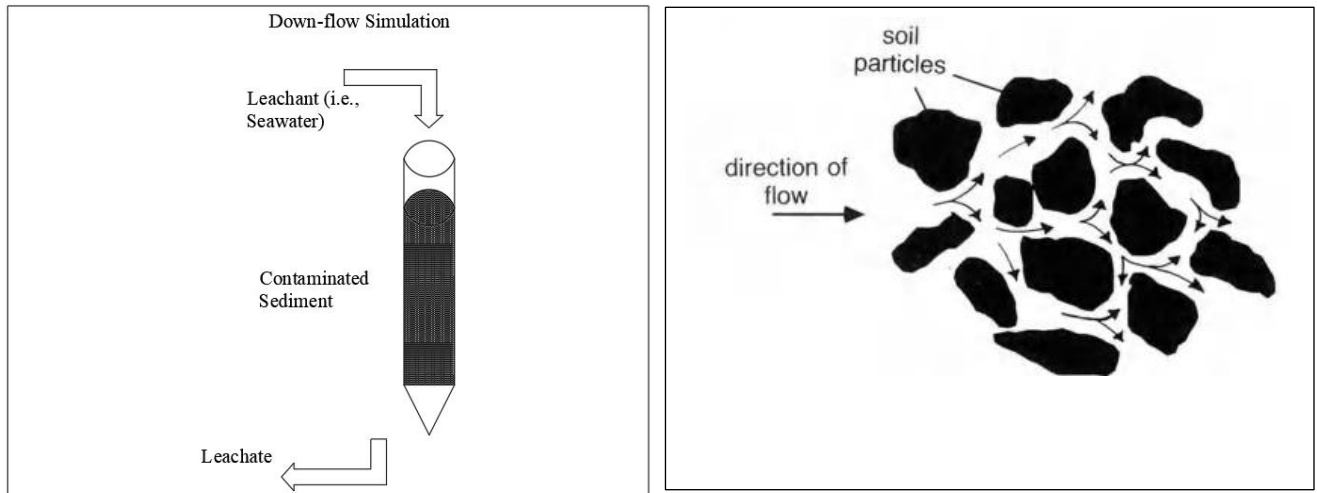 Down-flow Simulation
Leachant (i.e.,
Seawater)
Contaminated
Sediment
Leachate
soil
particles
direction of
flow